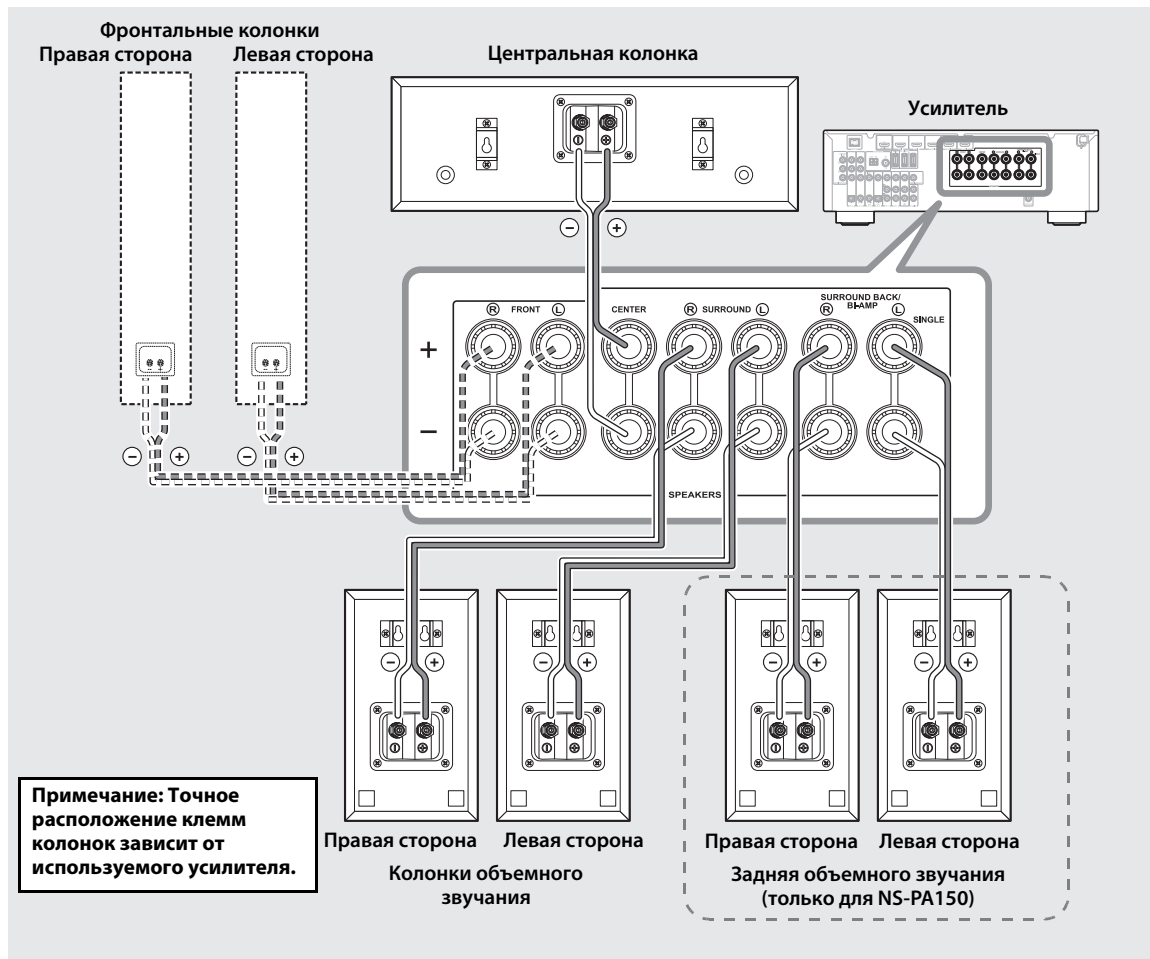 Фронтальные колонки
Правая сторона
Левая сторона
Центральная колонка
Усилитель
− +
R FRONT L
CENTER
R SURROUND L
SURROUND BACK/
BI-AMP
R L
SINGLE
+
−
− + − +
SPEAKERS
− + − + − + − +
Примечание: Точное
расположение клемм
колонок зависит от
используемого усилителя.
Правая сторона
Левая сторона
Колонки объемного
звучания
Правая сторона
Левая сторона
Задняя объемного звучания
(только для NS-PA150)